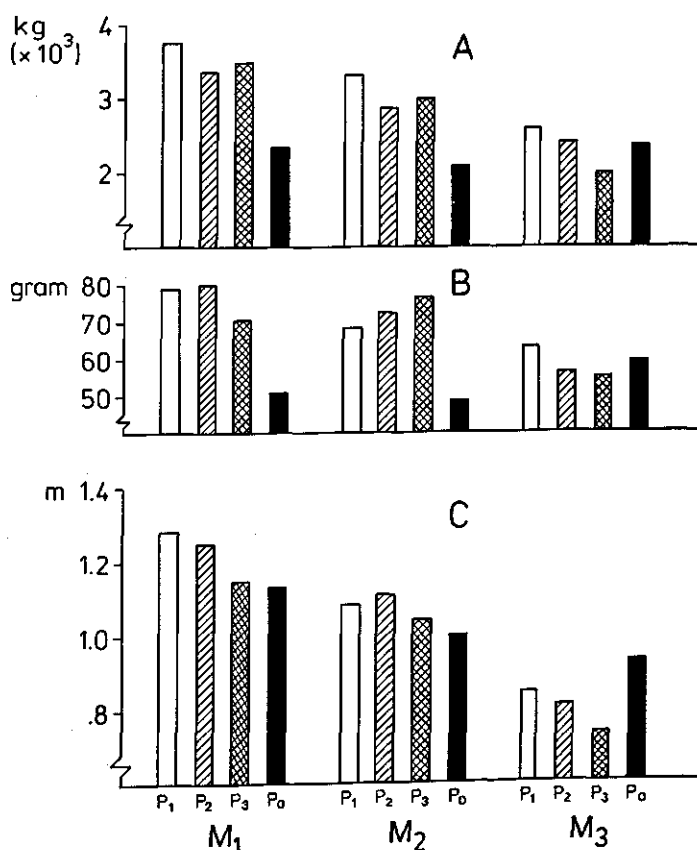 kg
(×10³)
A
4
3
2
gram
B
80
70
60
50
m
C
1.4
1.2
1.0
.8
P₁ P₂ P₃ P₀ P₁ P₂ P₃ P₀ P₁ P₂ P₃ P₀
M₁ M₂ M₃